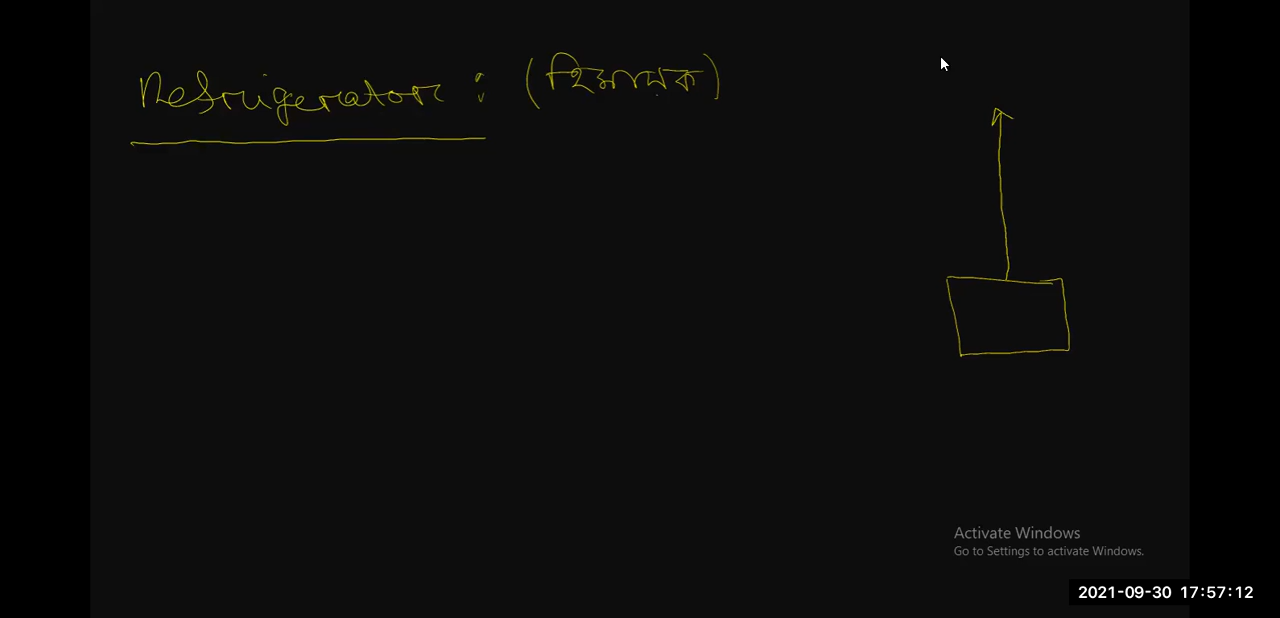 Refrigerator : (হিমায়ক)
Activate Windows
Go to Settings to activate Windows.
2021-09-30 17:57:12